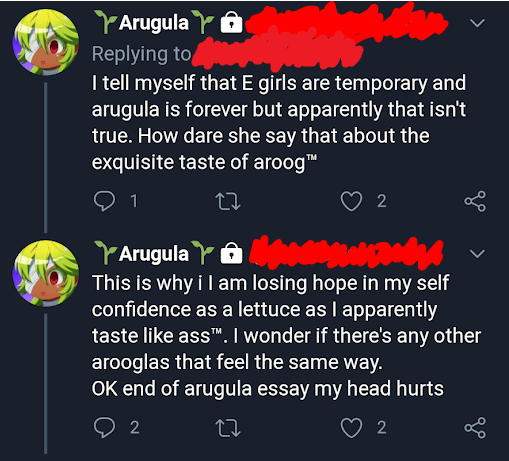 Arugula
Replying to
I tell myself that E girls are temporary and
arugula is forever but apparently that isn't
true. How dare she say that about the
exquisite taste of aroog™
1
2
Arugula
This is why i I am losing hope in my self
confidence as a lettuce as I apparently
taste like ass™. I wonder if there's any other
arooglas that feel the same way.
OK end of arugula essay my head hurts
2
2